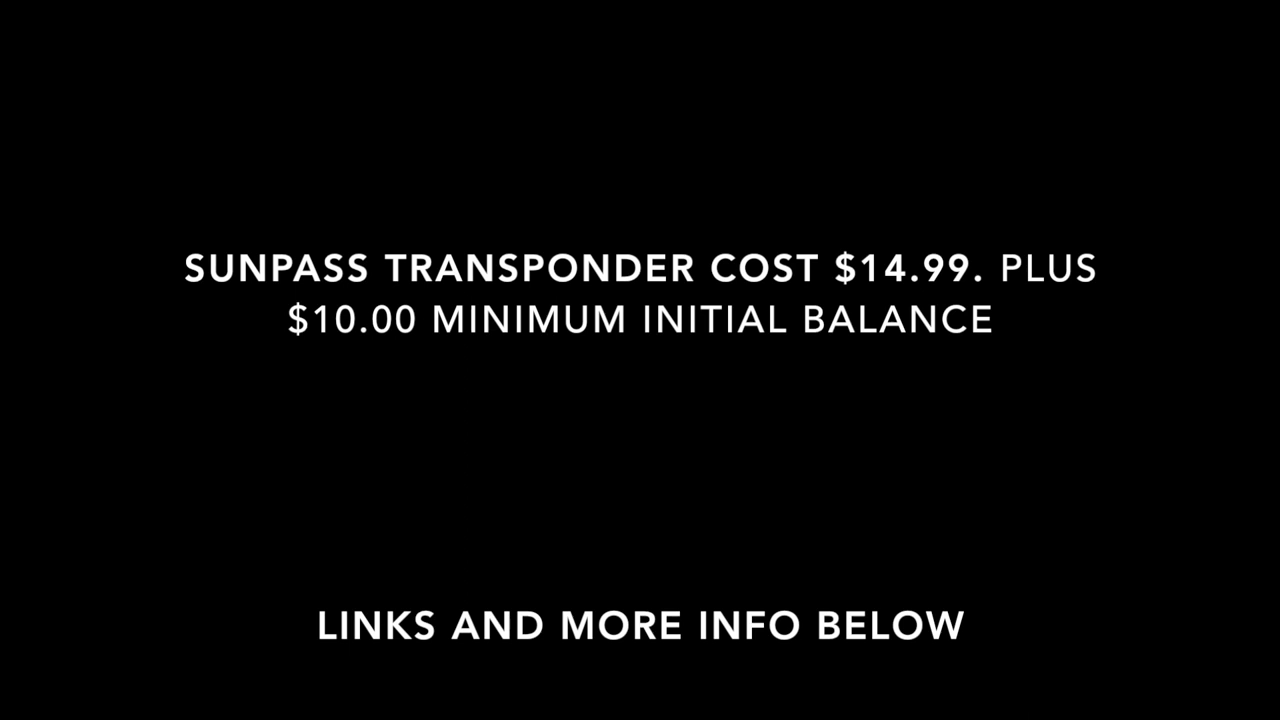 SUNPASS TRANSPONDER COST $14.99. PLUS
$10.00 MINIMUM INITIAL BALANCE
LINKS AND MORE INFO BELOW